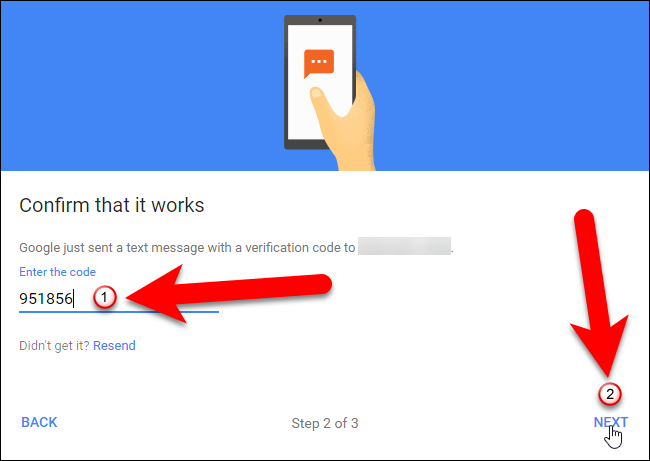 Confirm that it works
Google just sent a text message with a verification code to .
Enter the code
951856 1
Didn't get it? Resend
2
BACK Step 2 of 3 NEXT